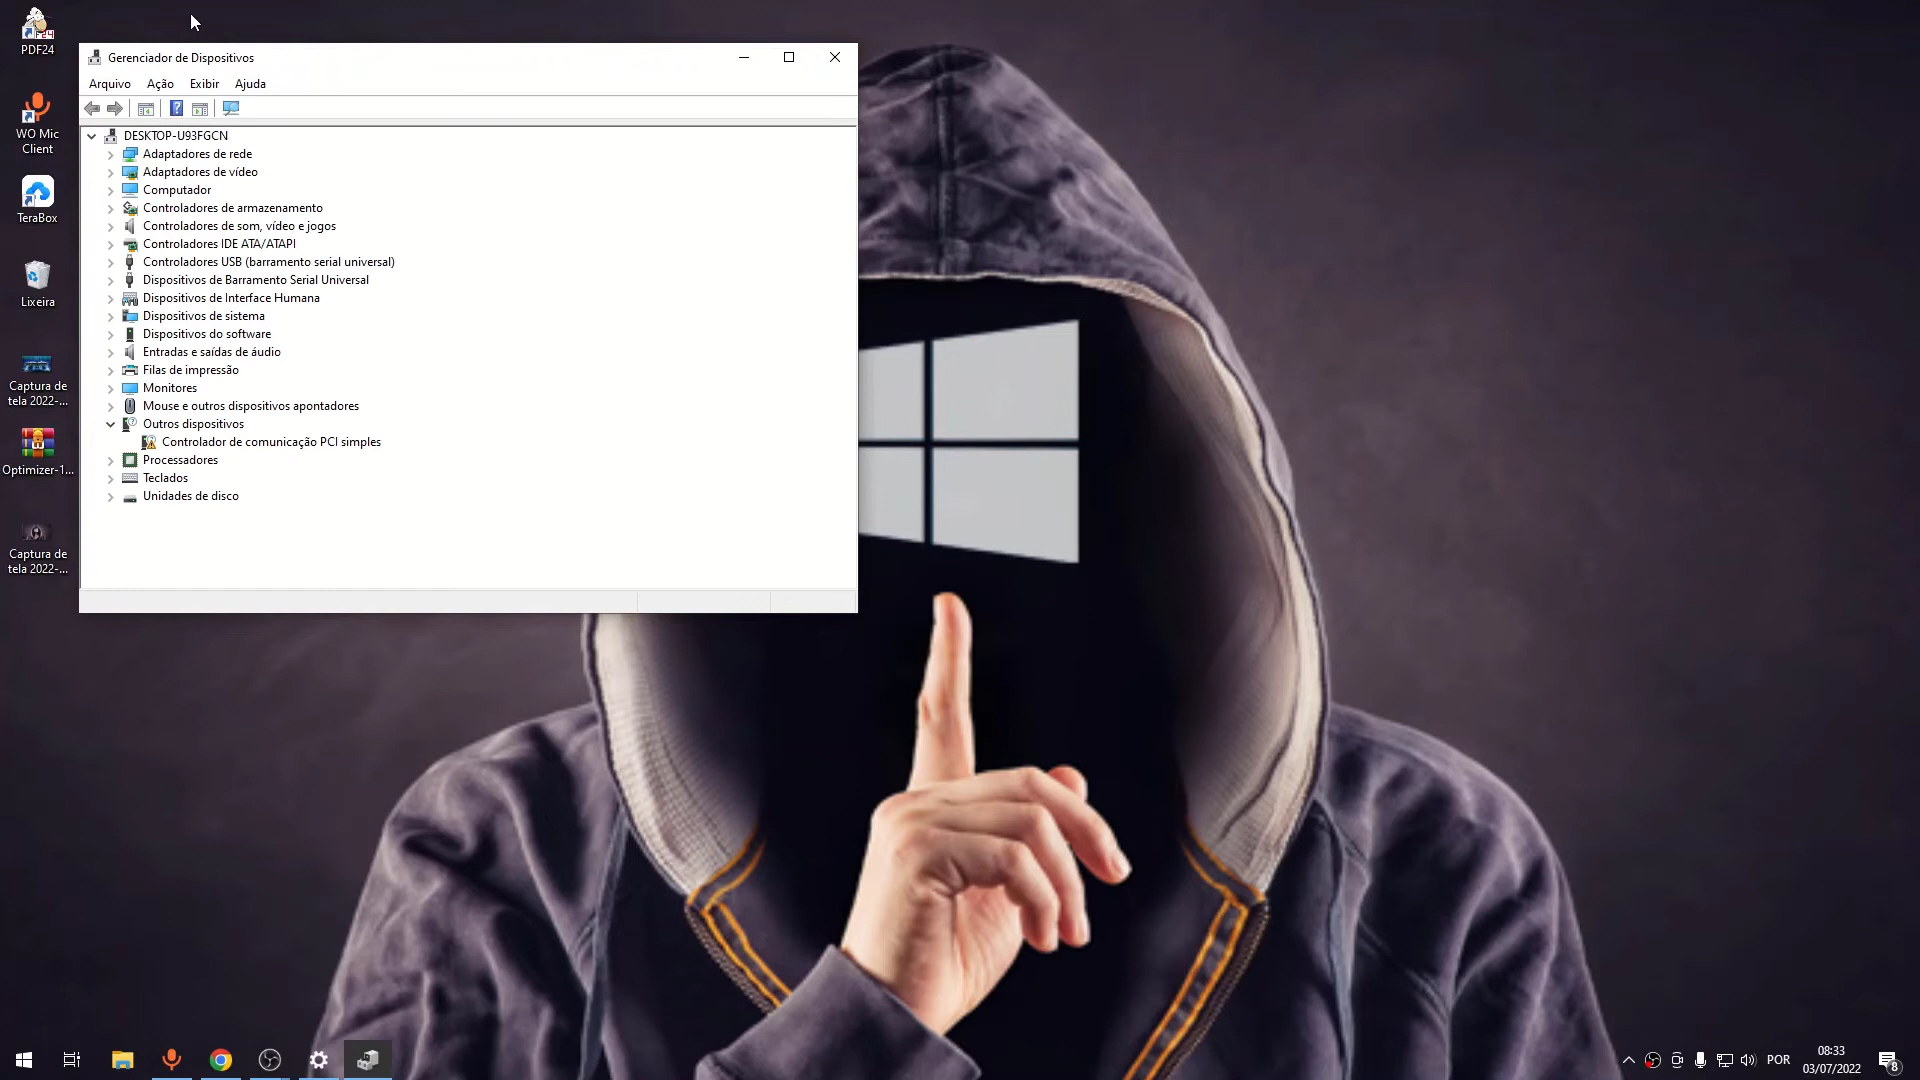 PDF24
WO Mic
Client
TeraBox
Lixeira
Captura de
tela 2022-...
Optimizer-1...
Captura de
tela 2022-...
Gerenciador de Dispositivos
Arquivo Ação Exibir Ajuda
DESKTOP-U93FGCN
Adaptadores de rede
Adaptadores de vídeo
Computador
Controladores de armazenamento
Controladores de som, vídeo e jogos
Controladores IDE ATA/ATAPI
Controladores USB (barramento serial universal)
Dispositivos de Barramento Serial Universal
Dispositivos de Interface Humana
Dispositivos de sistema
Dispositivos do software
Entradas e saídas de áudio
Filas de impressão
Monitores
Mouse e outros dispositivos apontadores
Outros dispositivos
Controlador de comunicação PCI simples
Processadores
Teclados
Unidades de disco
POR
08:33
03/07/2022
8